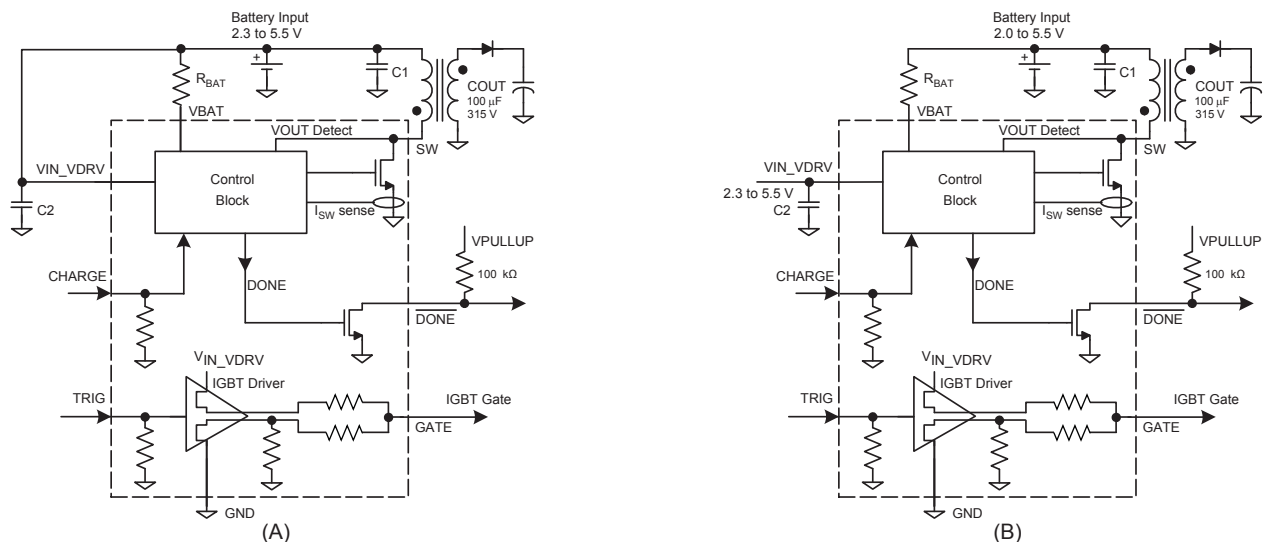 Battery Input
2.3 to 5.5 V
+
C1
RBAT
COUT
100 µF
315 V
VBAT
VOUT Detect
SW
VIN_VDRV
Control
Block
C2
ISW sense
VPULLUP
CHARGE
100 kΩ
DONE
DONE
VIN_VDRV
IGBT Driver
TRIG
IGBT Gate
GATE
GND
(A)
Battery Input
2.0 to 5.5 V
+
C1
RBAT
COUT
100 µF
315 V
VBAT
VOUT Detect
SW
VIN_VDRV
2.3 to 5.5 V
Control
Block
C2
ISW sense
VPULLUP
CHARGE
100 kΩ
DONE
DONE
VIN_VDRV
IGBT Driver
TRIG
IGBT Gate
GATE
GND
(B)